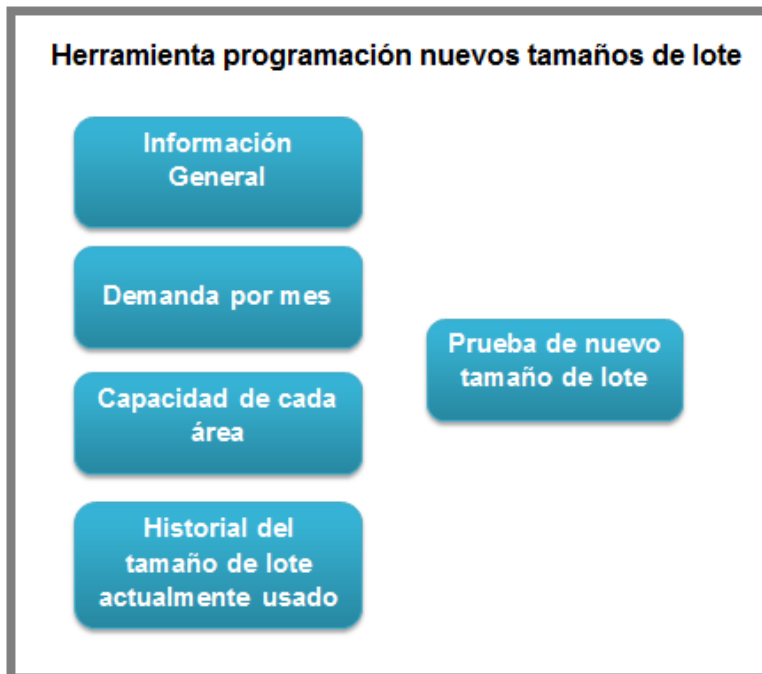 Herramienta programación nuevos tamaños de lote
Información
General
Demanda por mes
Capacidad de cada
área
Historial del
tamaño de lote
actualmente usado
Prueba de nuevo
tamaño de lote